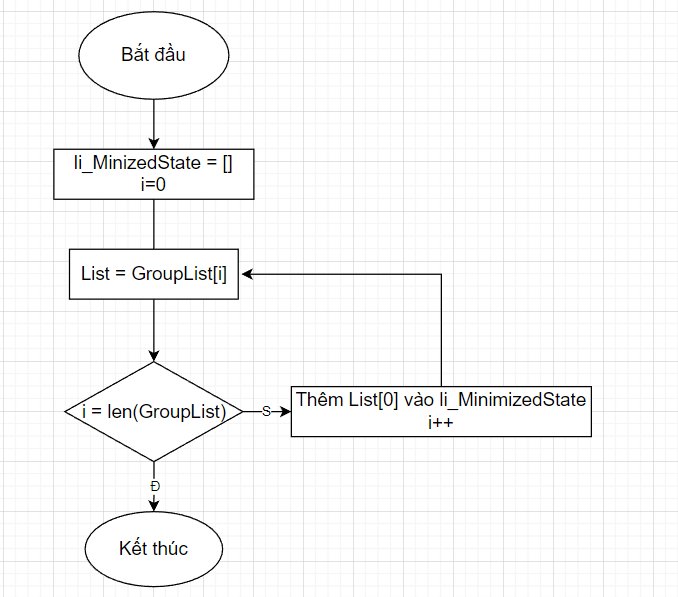 Bắt đầu
li_MinizedState = []
i=0
List = GroupList[i]
i = len(GroupList)
S
Thêm List[0] vào li_MinimizedState
i++
Đ
Kết thúc